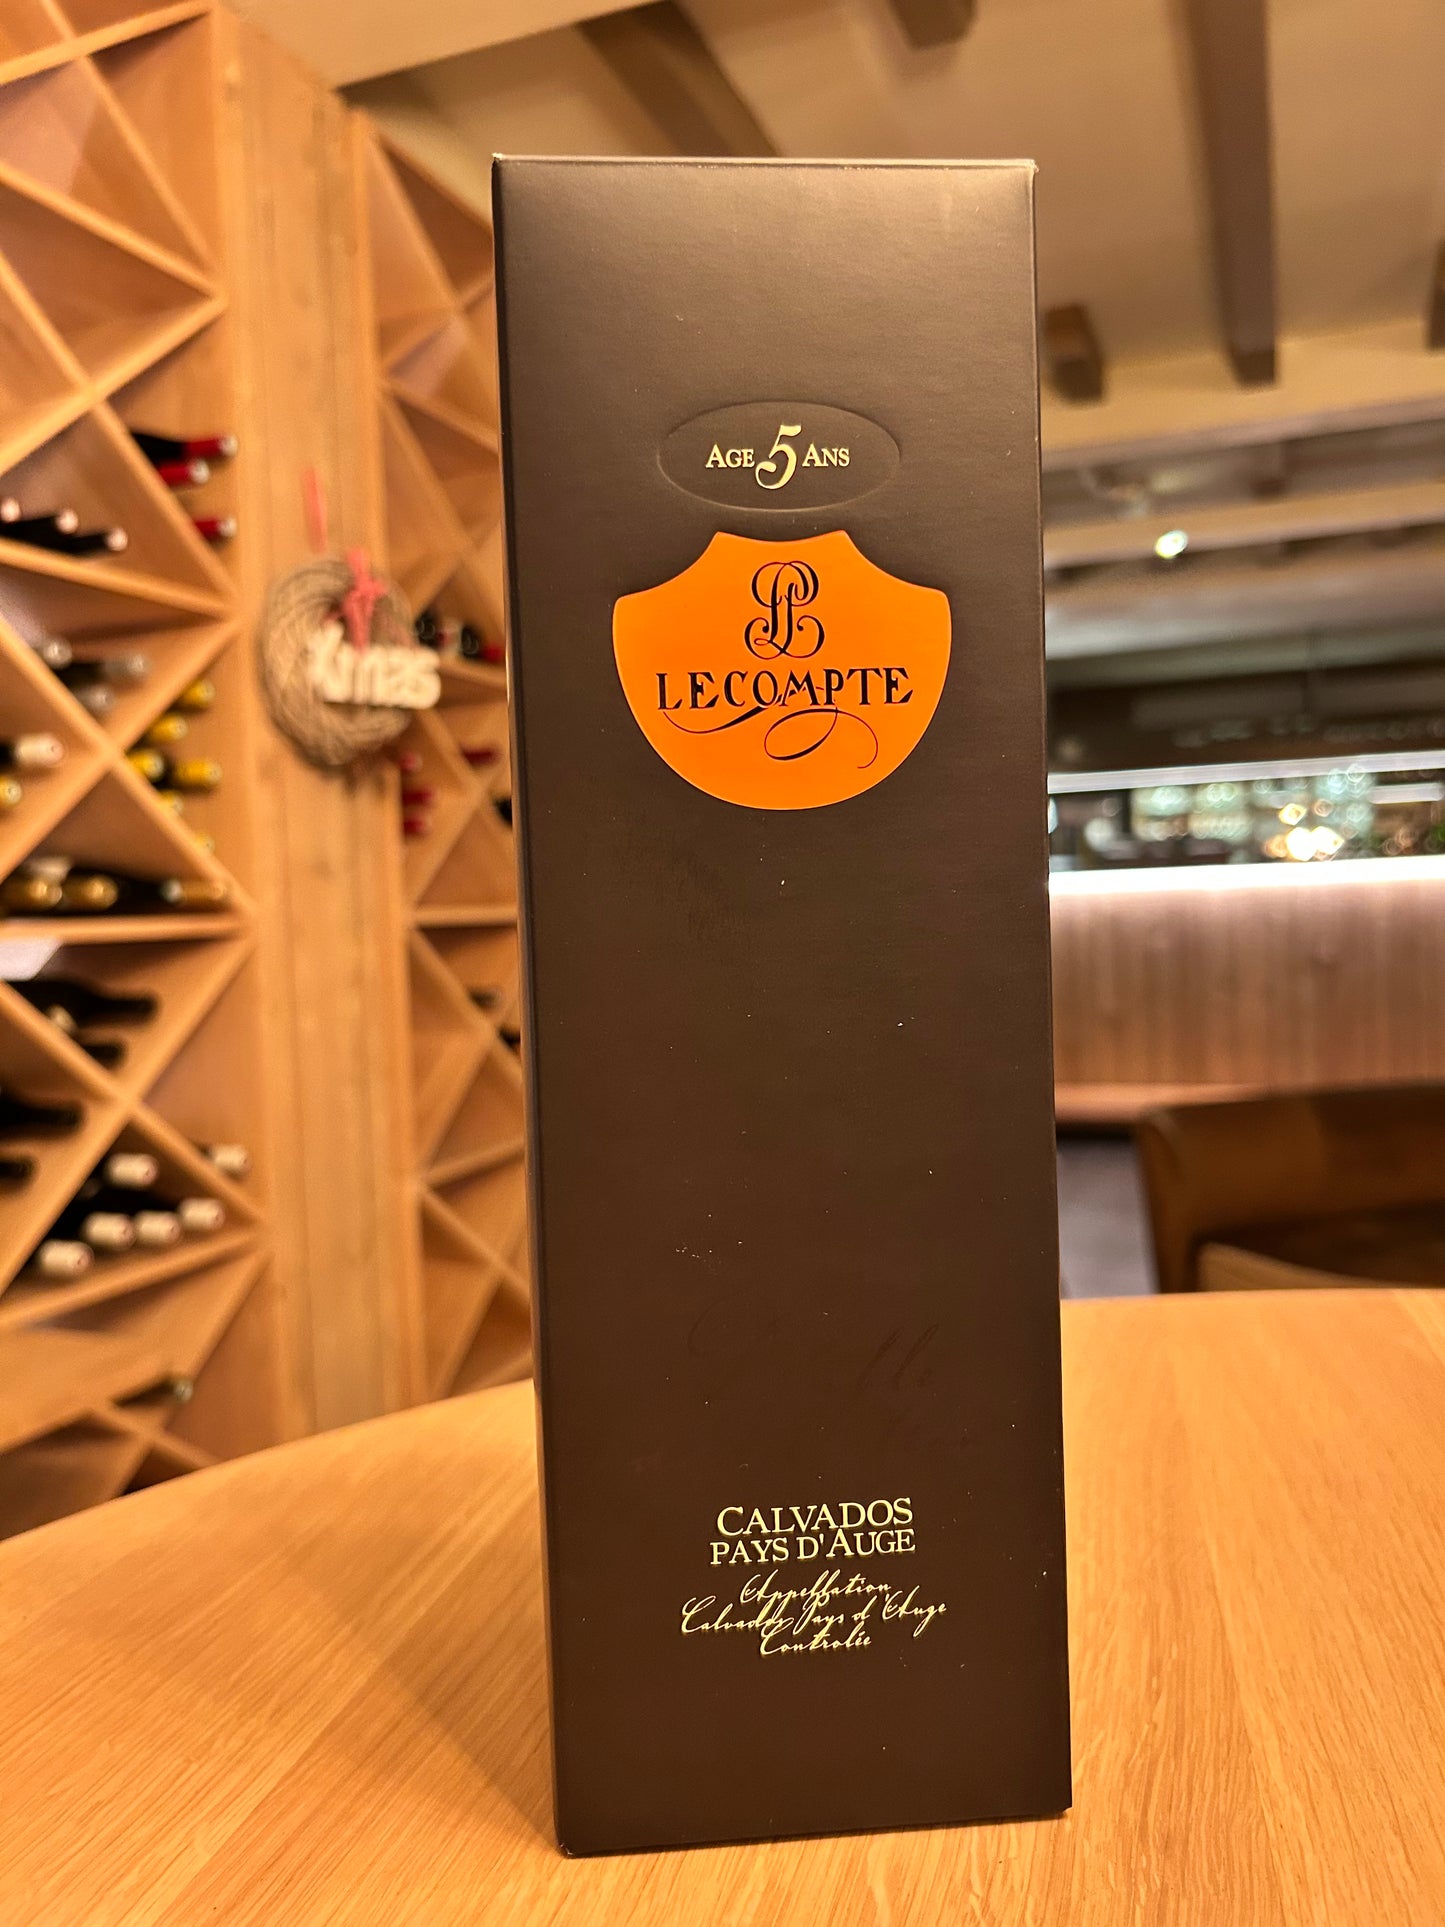 AGE 5 ANS
LP
LECOMPTE
Xmas
CALVADOS
PAYS D'AUGE
Appellation
Calvados Pays d'Auge
Contrôlée